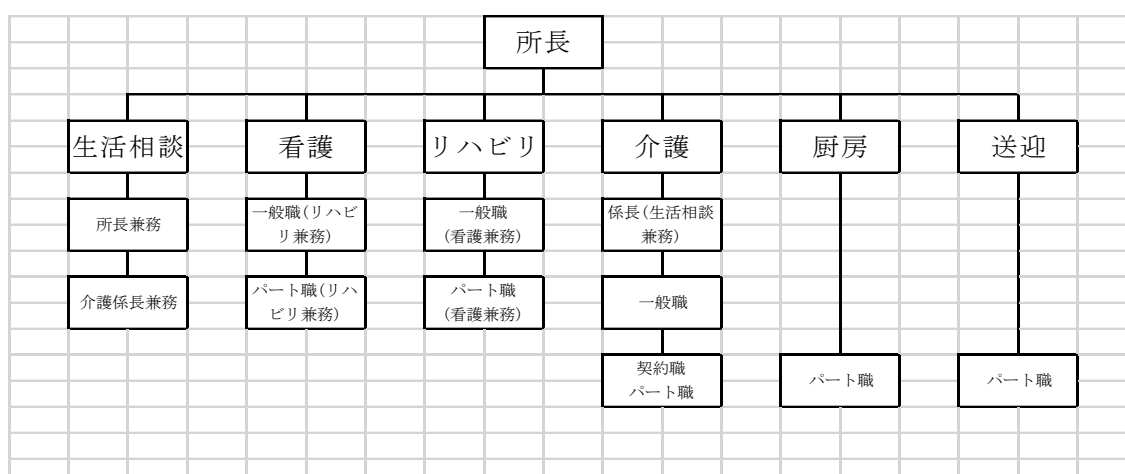 所長
生活相談
看護
リハビリ
介護
厨房
送迎
所長兼務
一般職(リハビ
リ兼務)
一般職
(看護兼務)
係長(生活相談
兼務)
介護係長兼務
パート職(リハ
ビリ兼務)
パート職
(看護兼務)
一般職
契約職
パート職
パート職
パート職